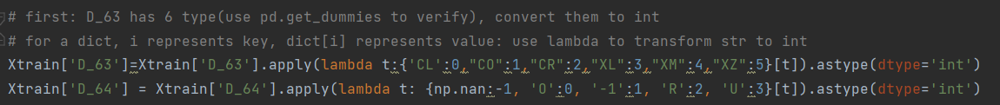 # first: D_63 has 6 type(use pd.get_dummies to verify), convert them to int
# for a dict, i represents key, dict[i] represents value: use lambda to transform str to int
Xtrain['D_63']=Xtrain['D_63'].apply(lambda t:{'CL':0,"CO":1,"CR":2,"XL":3,"XM":4,"XZ":5}[t]).astype(dtype='int')
Xtrain['D_64'] = Xtrain['D_64'].apply(lambda t: {np.nan:-1, 'O':0, '-1':1, 'R':2, 'U':3}[t]).astype(dtype='int')